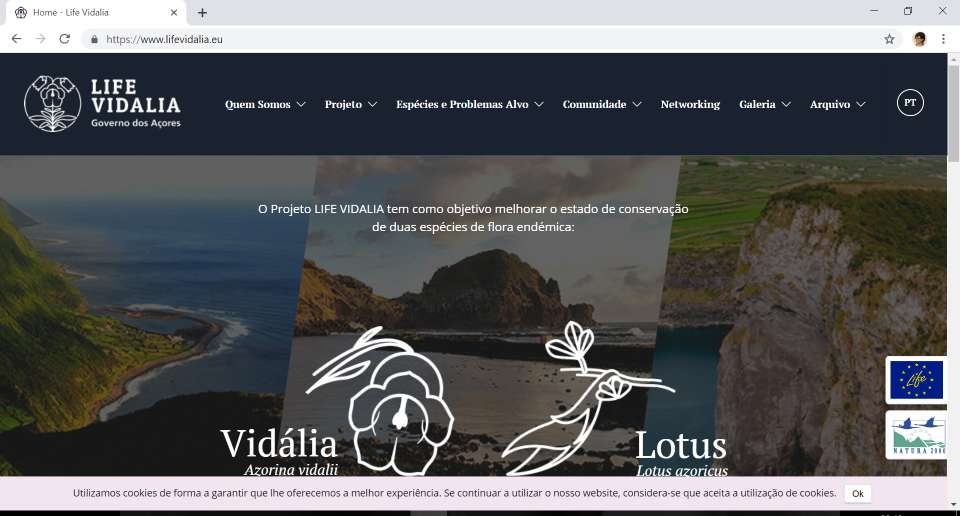 Home - Life Vidalia
https://www.lifevidalia.eu
LIFE
VIDALIA
Governo dos Açores
Quem Somos Projeto Espécies e Problemas Alvo Comunidade Networking Galeria Arquivo PT
O Projeto LIFE VIDALIA tem como objetivo melhorar o estado de conservação
de duas espécies de flora endémica:
Life
NATURA 2000
Vidália
Azorina vidalii
Lotus
Lotus azoricus
Utilizamos cookies de forma a garantir que lhe oferecemos a melhor experiência. Se continuar a utilizar o nosso website, considera-se que aceita a utilização de cookies. Ok